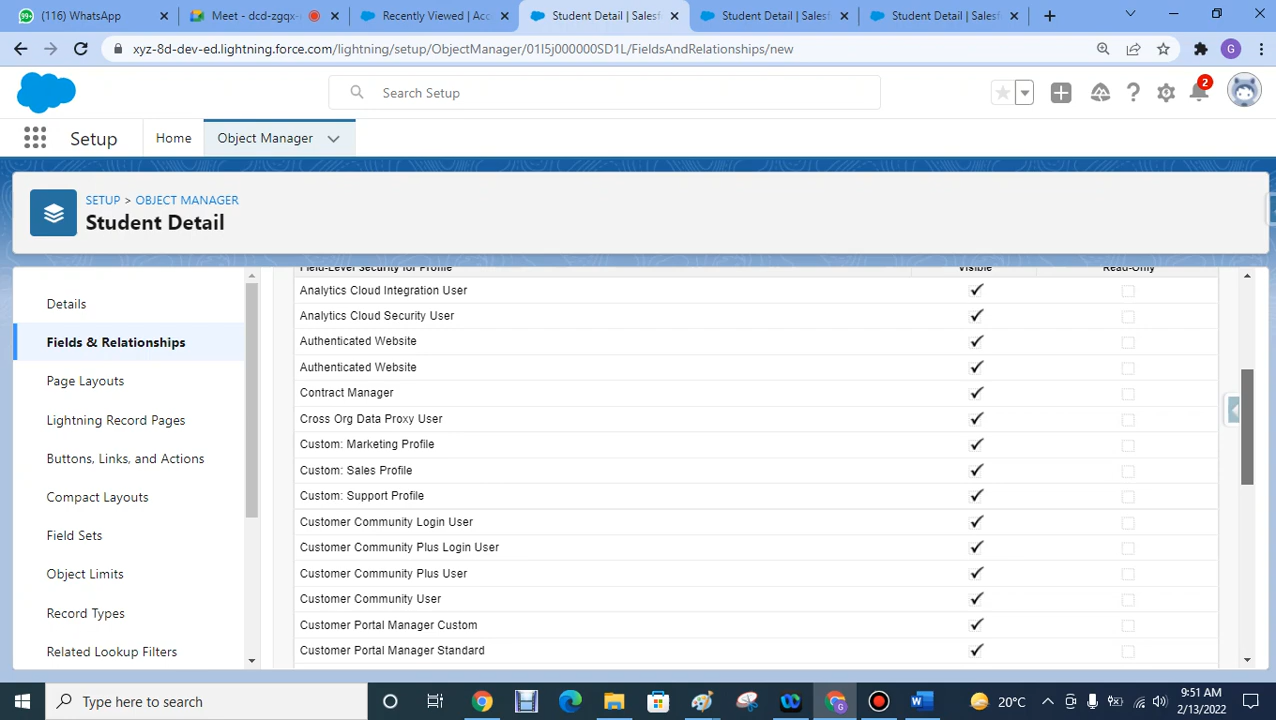 (116) WhatsApp
Meet - dcd-zgqx-
Recently Viewed | Acc
Student Detail | Salesf
Student Detail | Salesf
Student Detail | Salesf
xyz-8d-dev-ed.lightning.force.com/lightning/setup/ObjectManager/01I5j000000SD1L/FieldsAndRelationships/new
G
Search Setup
2
Setup
Home
Object Manager
SETUP > OBJECT MANAGER
Student Detail
Details
Fields & Relationships
Page Layouts
Lightning Record Pages
Buttons, Links, and Actions
Compact Layouts
Field Sets
Object Limits
Record Types
Related Lookup Filters
Field-Level Security for Profile
Visible
Read-Only
Analytics Cloud Integration User
Analytics Cloud Security User
Authenticated Website
Authenticated Website
Contract Manager
Cross Org Data Proxy User
Custom: Marketing Profile
Custom: Sales Profile
Custom: Support Profile
Customer Community Login User
Customer Community Plus Login User
Customer Community Plus User
Customer Community User
Customer Portal Manager Custom
Customer Portal Manager Standard
Type here to search
20°C
9:51 AM
2/13/2022